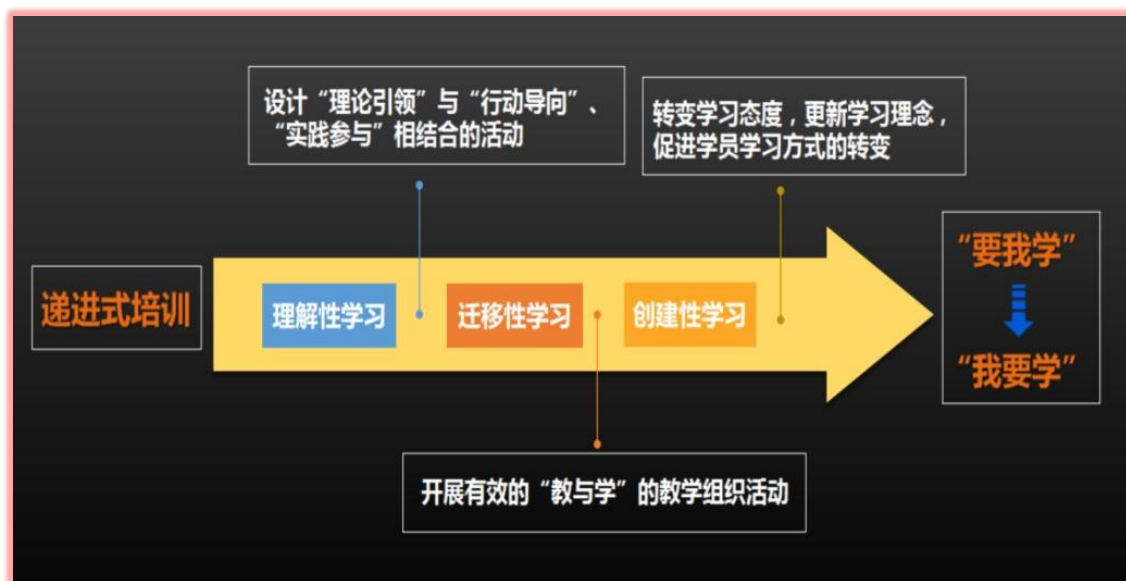 设计“理论引领”与“行动导向”、
“实践参与”相结合的活动
转变学习态度，更新学习理念，
促进学员学习方式的转变
递进式培训
理解性学习
迁移性学习
创建性学习
“要我学”
“我要学”
开展有效的“教与学”的教学组织活动